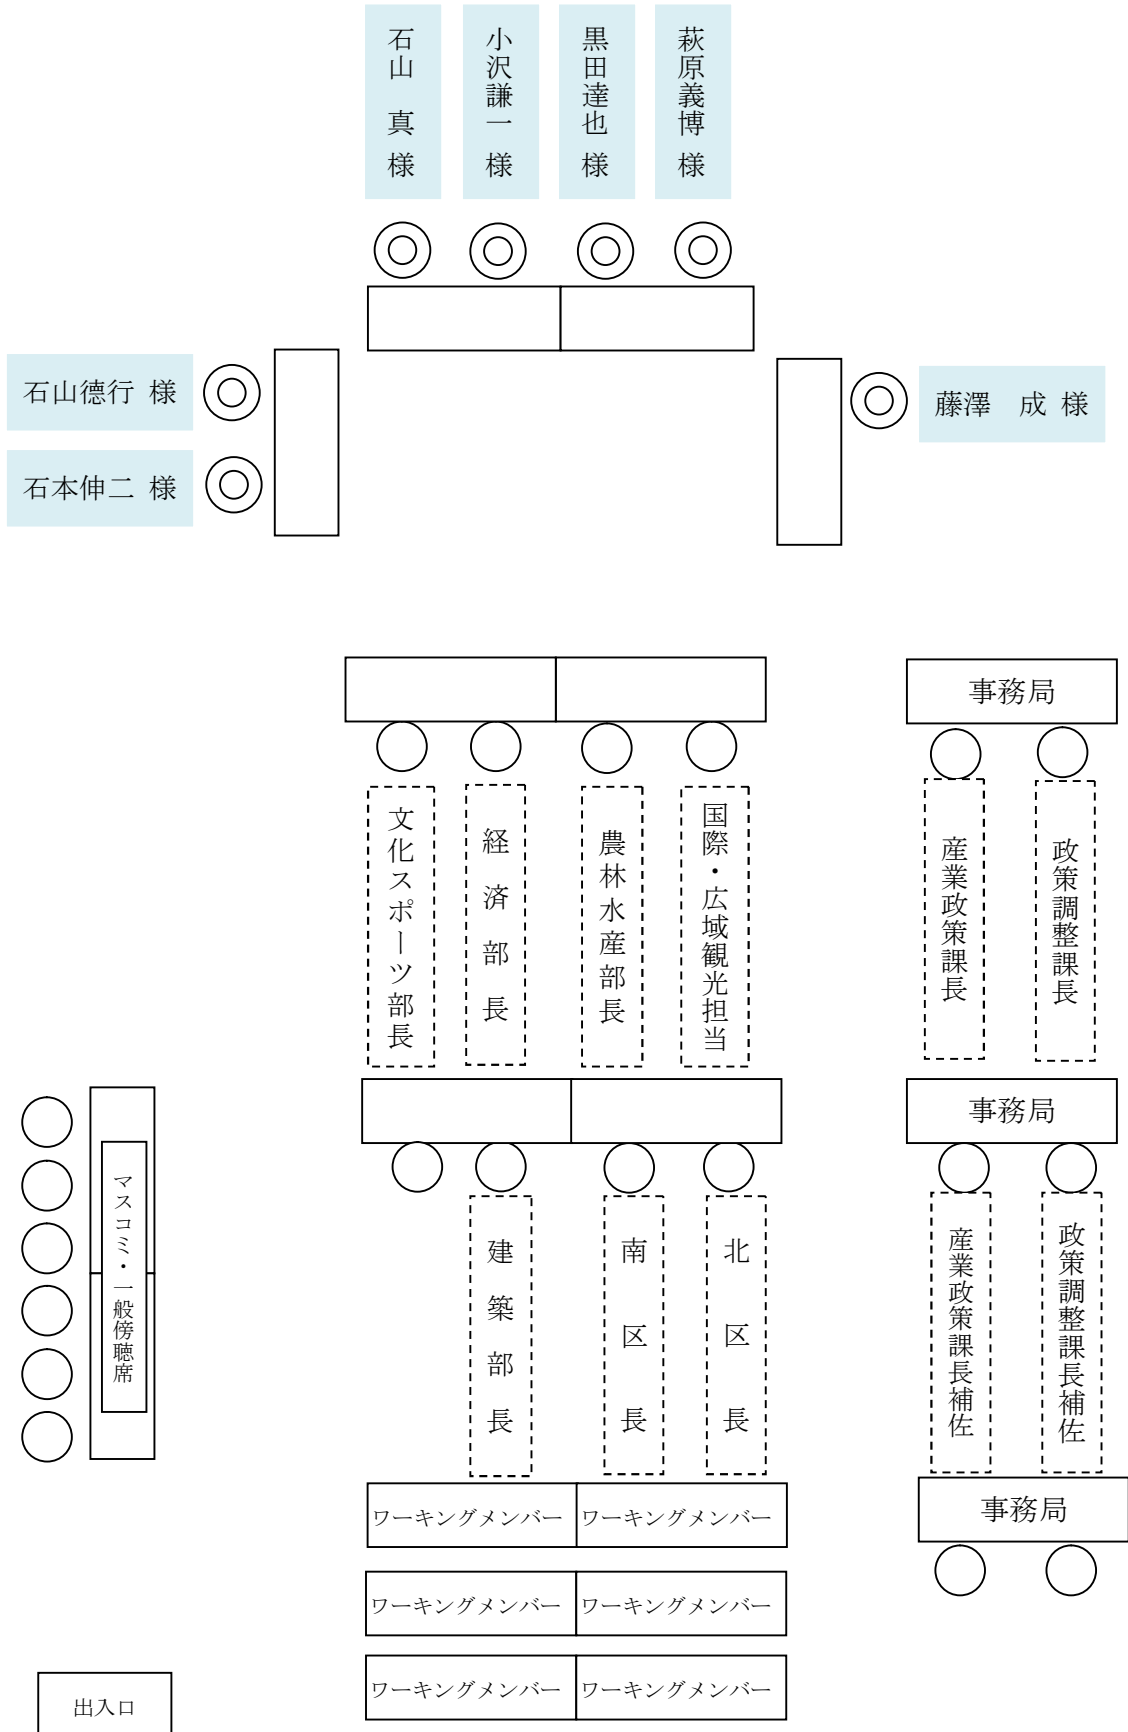 石山　真 様
小沢謙一 様
黒田達也 様
萩原義博 様
石山德行 様
石本伸二 様
藤澤　成 様
事務局
文化スポーツ部長
経済部長
農林水産部長
国際・広域観光担当
産業政策課長
政策調整課長
事務局
マスコミ・一般傍聴席
建築部長
南区長
北区長
産業政策課長補佐
政策調整課長補佐
ワーキングメンバー
ワーキングメンバー
事務局
ワーキングメンバー
ワーキングメンバー
ワーキングメンバー
ワーキングメンバー
出入口